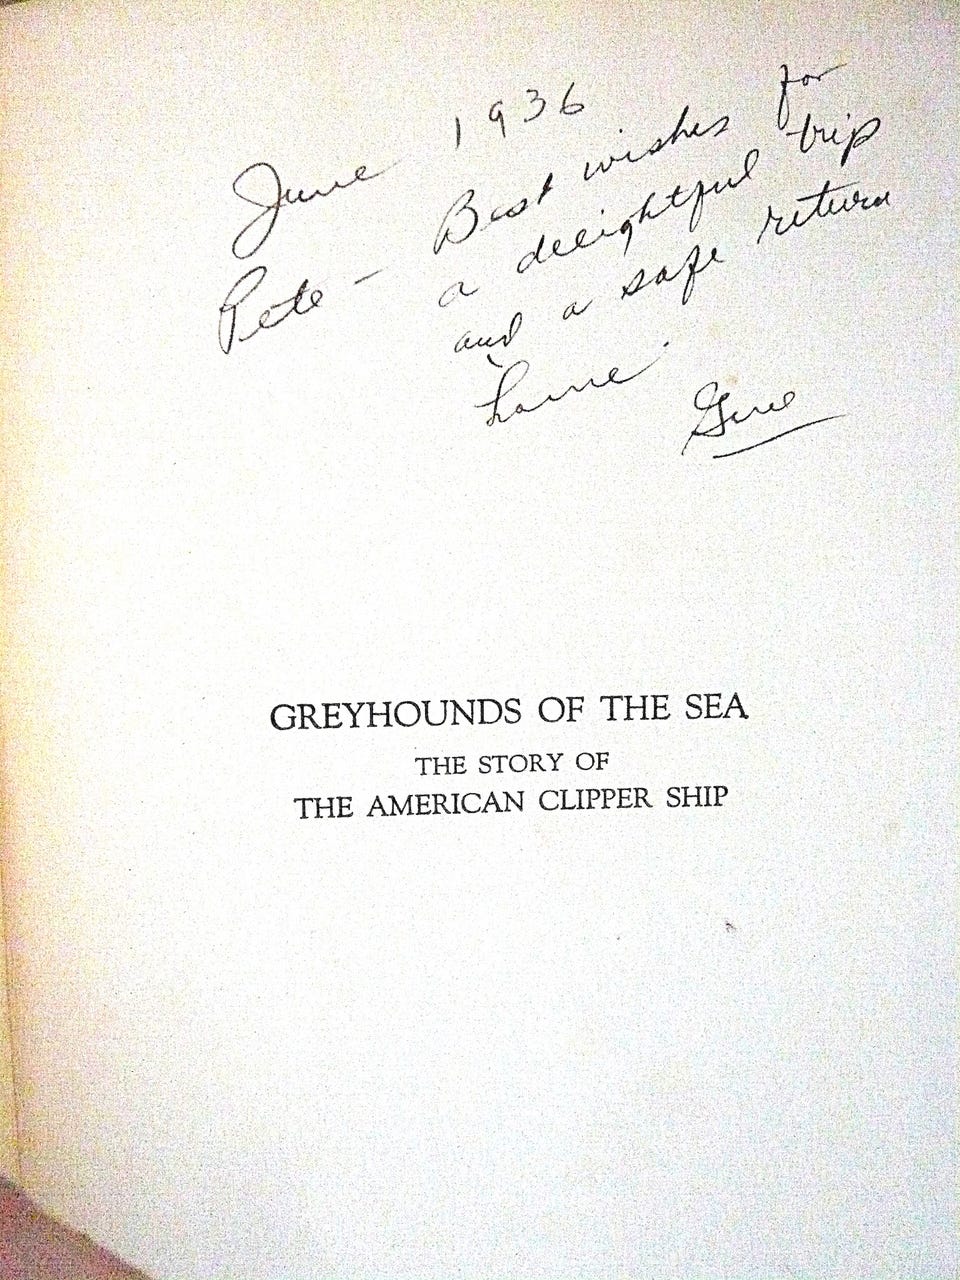 June 1936
Pete - Best wishes for
a delightful trip
and a safe return
home.
Gene
GREYHOUNDS OF THE SEA
THE STORY OF
THE AMERICAN CLIPPER SHIP